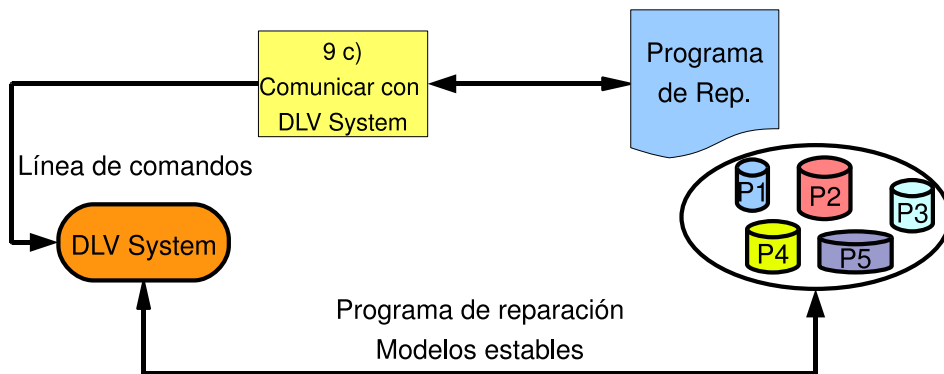 9 c)
Comunicar con
DLV System
Programa
de Rep.
Línea de comandos
P1
P2
P3
DLV System
P4
P5
Programa de reparación
Modelos estables